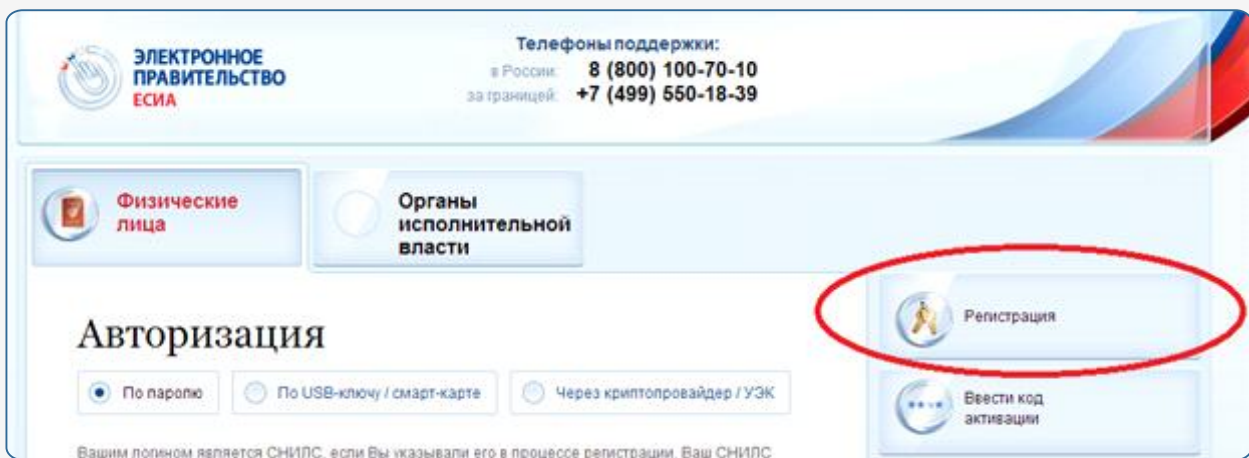 ЭЛЕКТРОННОЕ
ПРАВИТЕЛЬСТВО
ЕСИА
Телефоны поддержки:
в России: 8 (800) 100-70-10
за границей: +7 (499) 550-18-39
Физические
лица
Органы
исполнительной
власти
Авторизация
Регистрация
По паролю
По USB-ключу / смарт-карте
Через криптопровайдер / УЭК
Ввести код
активации
Вашим логином является СНИЛС, если Вы указывали его в процессе регистрации. Ваш СНИЛС